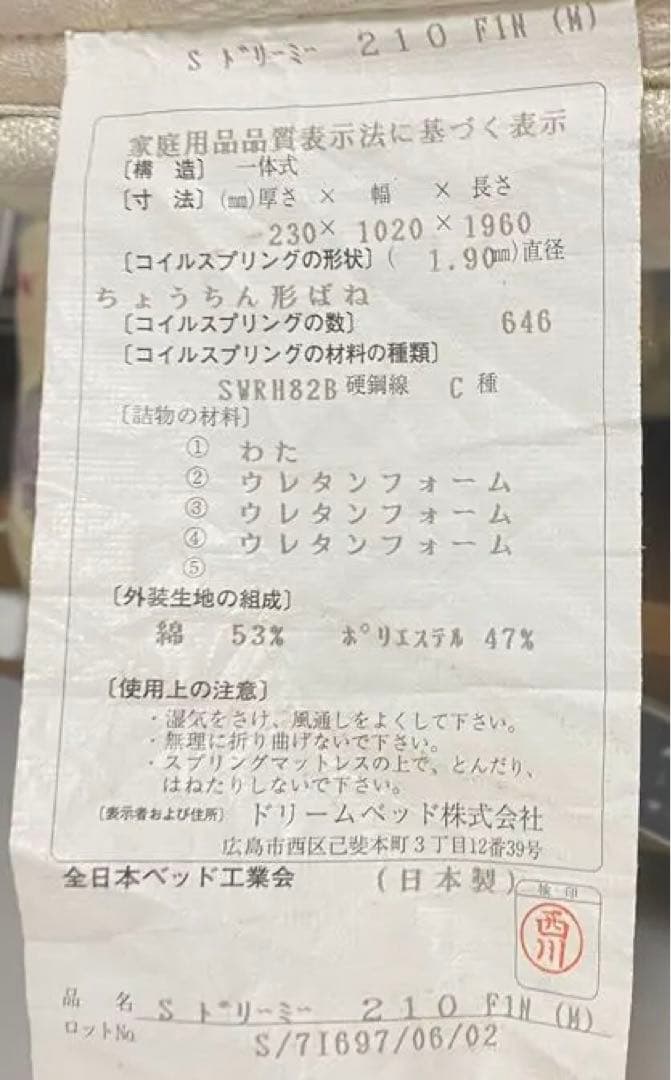 S ドリーミー 210 F1N (M)
家庭用品品質表示法に基づく表示
〔構 造〕 一体式
〔寸 法〕(㎜)厚さ × 幅 × 長さ
230× 1020 × 1960
〔コイルスプリングの形状〕( 1.90㎜)直径
ちょうちん形ばね
〔コイルスプリングの数〕 646
〔コイルスプリングの材料の種類〕
SWRH82B 硬鋼線 C 種
〔詰物の材料〕
① わた
② ウレタンフォーム
③ ウレタンフォーム
④ ウレタンフォーム
⑤
〔外装生地の組成〕
綿 53% ポリエステル 47%
〔使用上の注意〕
・湿気をさけ、風通しをよくして下さい。
・無理に折り曲げないで下さい。
・スプリングマットレスの上で、とんだり、
はねたりしないで下さい。
〔表示者および住所〕 ドリームベッド株式会社
広島市西区己斐本町3丁目12番39号
全日本ベッド工業会 (日本製)
検印
西川
品 名 S ドリーミー 210 F1N (M)
ロットNo. S/7I697/06/02